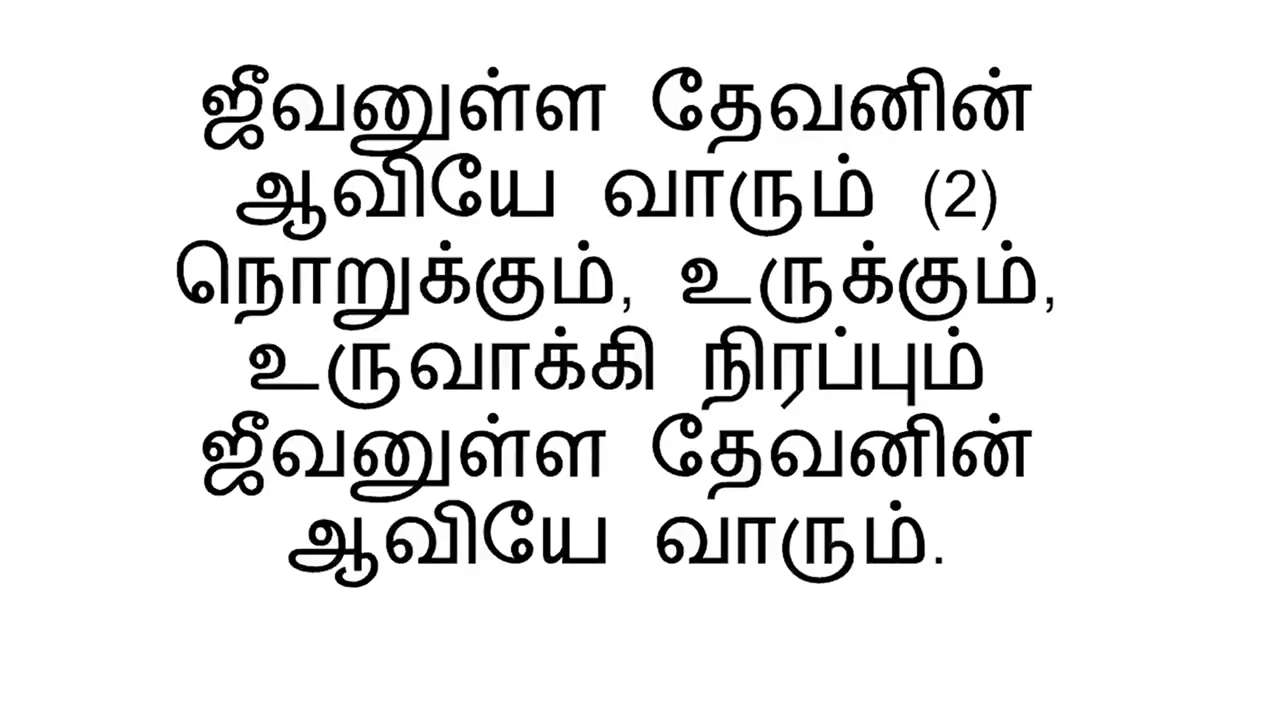 ஜீவனுள்ள தேவனின்
ஆவியே வாரும் (2)
நொறுக்கும், உருக்கும்,
உருவாக்கி நிரப்பும்
ஜீவனுள்ள தேவனின்
ஆவியே வாரும்.